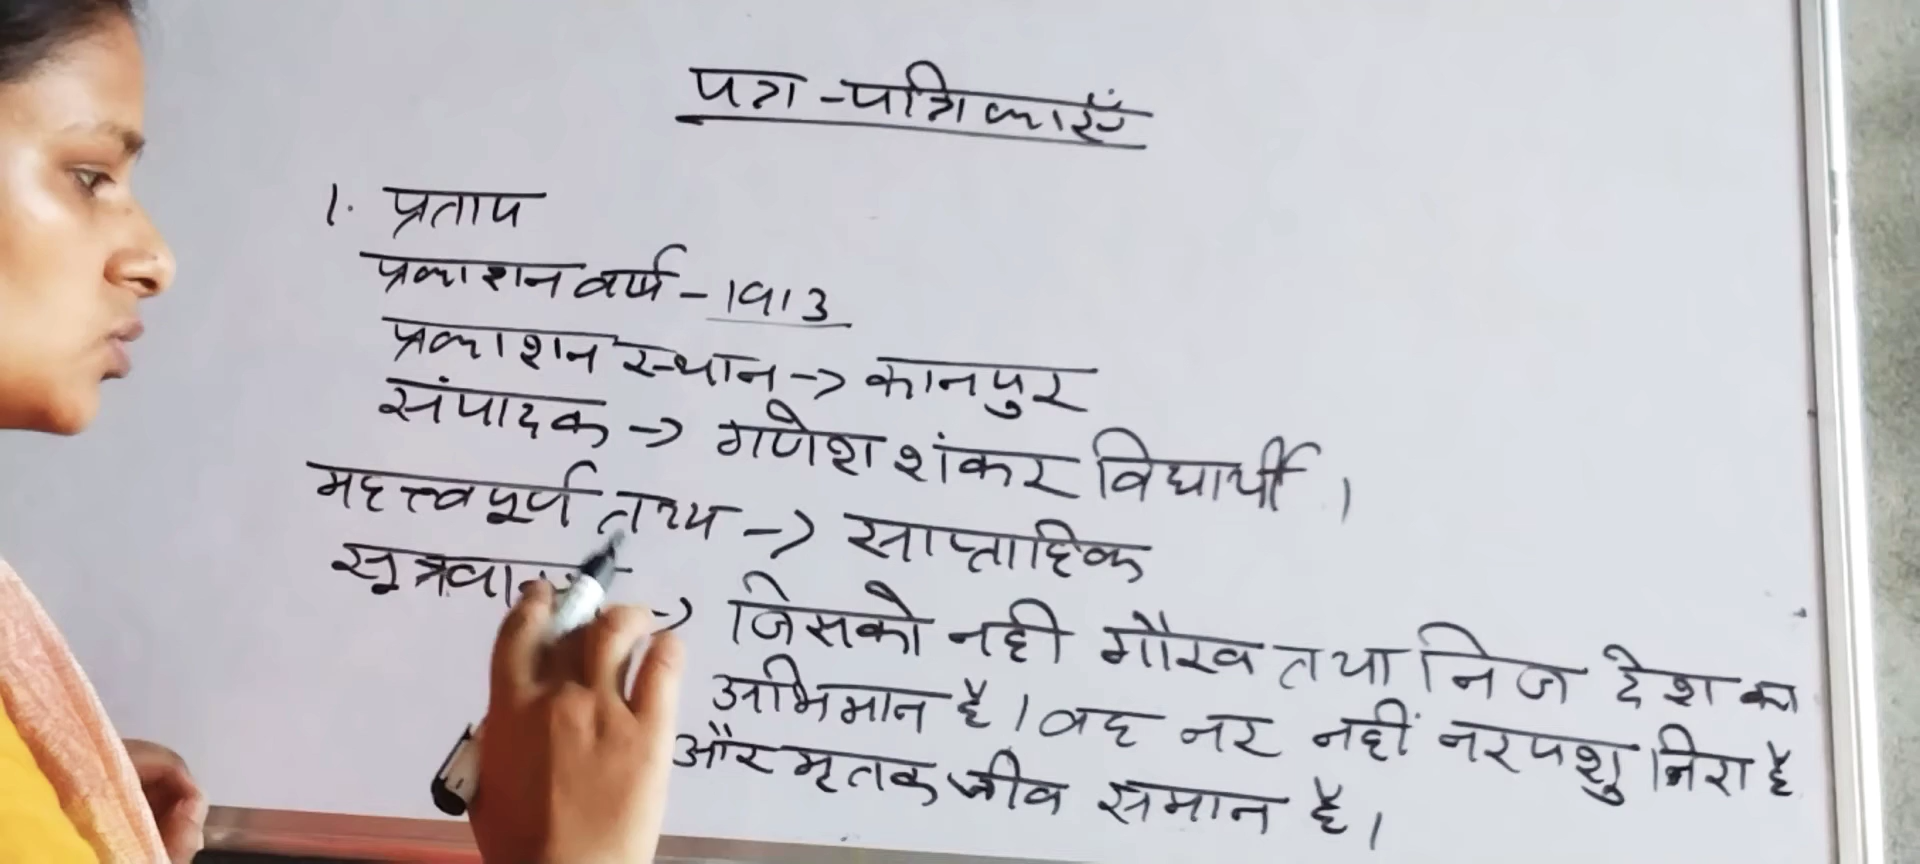 पत्र-पत्रिकाएँ
1. प्रताप
प्रकाशन वर्ष - 1913
प्रकाशन स्थान -> कानपुर
संपादक -> गणेश शंकर विद्यार्थी।
महत्त्वपूर्ण तथ्य -> साप्ताहिक
-> जिसको नही गौरव तथा निज देश का
अभिमान है। वह नर नहीं नरपशु निरा है
और मृतक जीव समान है।